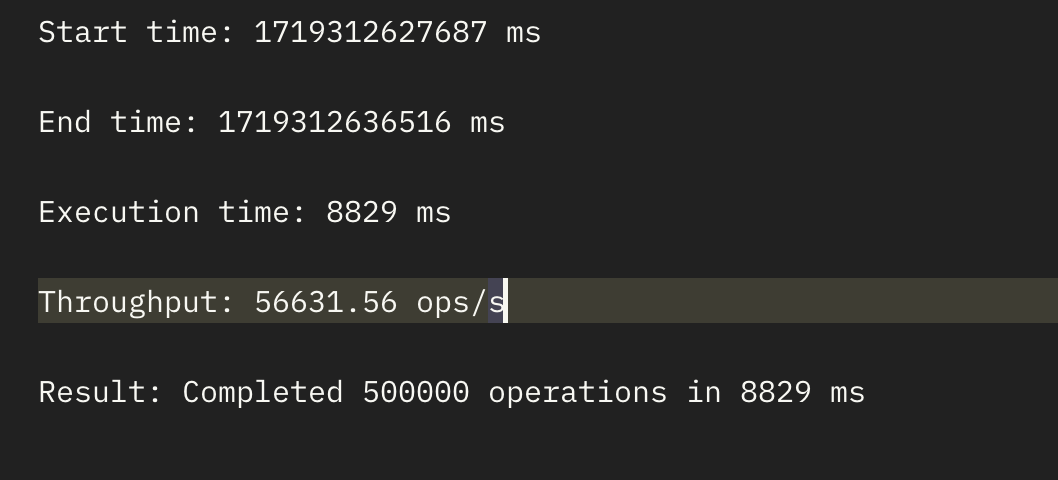 Start time: 1719312627687 ms
End time: 1719312636516 ms
Execution time: 8829 ms
Throughput: 56631.56 ops/s
Result: Completed 500000 operations in 8829 ms